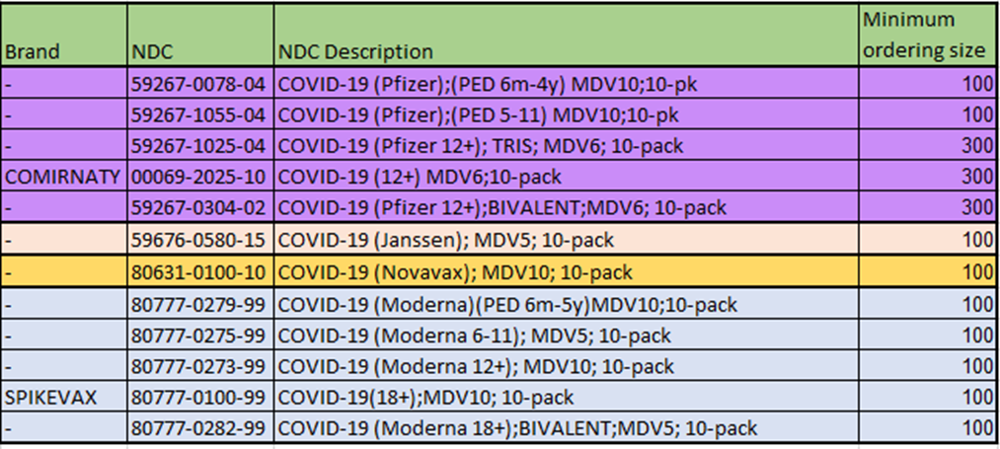 Brand NDC NDC Description Minimum ordering size
- 59267-0078-04 COVID-19 (Pfizer);(PED 6m-4y) MDV10;10-pk 100
- 59267-1055-04 COVID-19 (Pfizer);(PED 5-11) MDV10;10-pk 100
- 59267-1025-04 COVID-19 (Pfizer 12+); TRIS; MDV6; 10-pack 300
COMIRNATY 00069-2025-10 COVID-19 (12+) MDV6;10-pack 300
- 59267-0304-02 COVID-19 (Pfizer 12+);BIVALENT;MDV6; 10-pack 300
- 59676-0580-15 COVID-19 (Janssen); MDV5; 10-pack 100
- 80631-0100-10 COVID-19 (Novavax); MDV10; 10-pack 100
- 80777-0279-99 COVID-19 (Moderna)(PED 6m-5y)MDV10;10-pack 100
- 80777-0275-99 COVID-19 (Moderna 6-11); MDV5; 10-pack 100
- 80777-0273-99 COVID-19 (Moderna 12+); MDV10; 10-pack 100
SPIKEVAX 80777-0100-99 COVID-19(18+);MDV10; 10-pack 100
- 80777-0282-99 COVID-19 (Moderna 18+);BIVALENT;MDV5; 10-pack 100